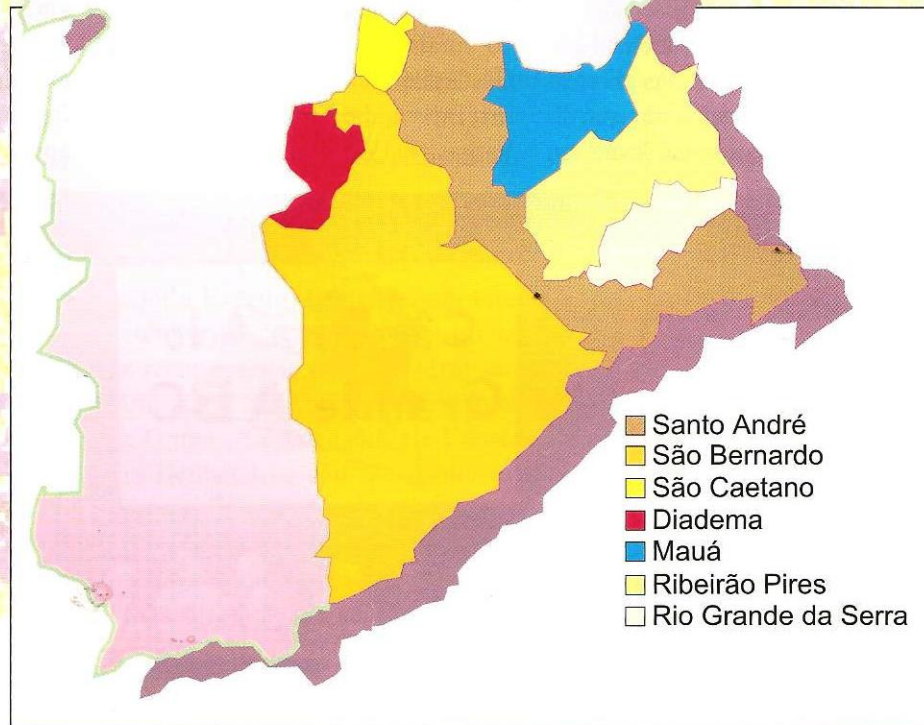 Santo André
São Bernardo
São Caetano
Diadema
Mauá
Ribeirão Pires
Rio Grande da Serra